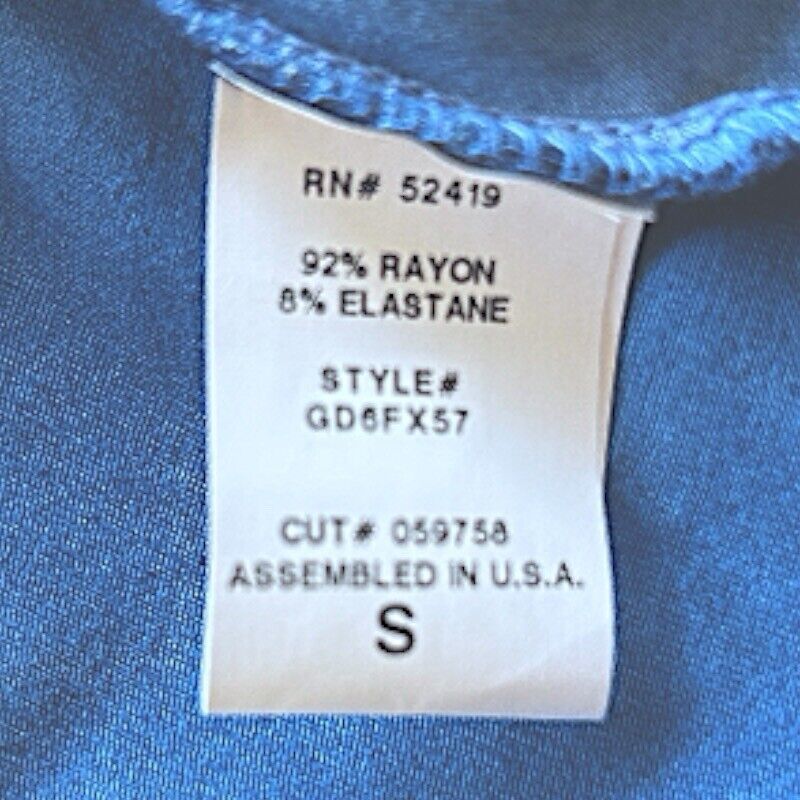 RN# 52419
92% RAYON
8% ELASTANE
STYLE#
GD6FX57
CUT# 059758
ASSEMBLED IN U.S.A.
S